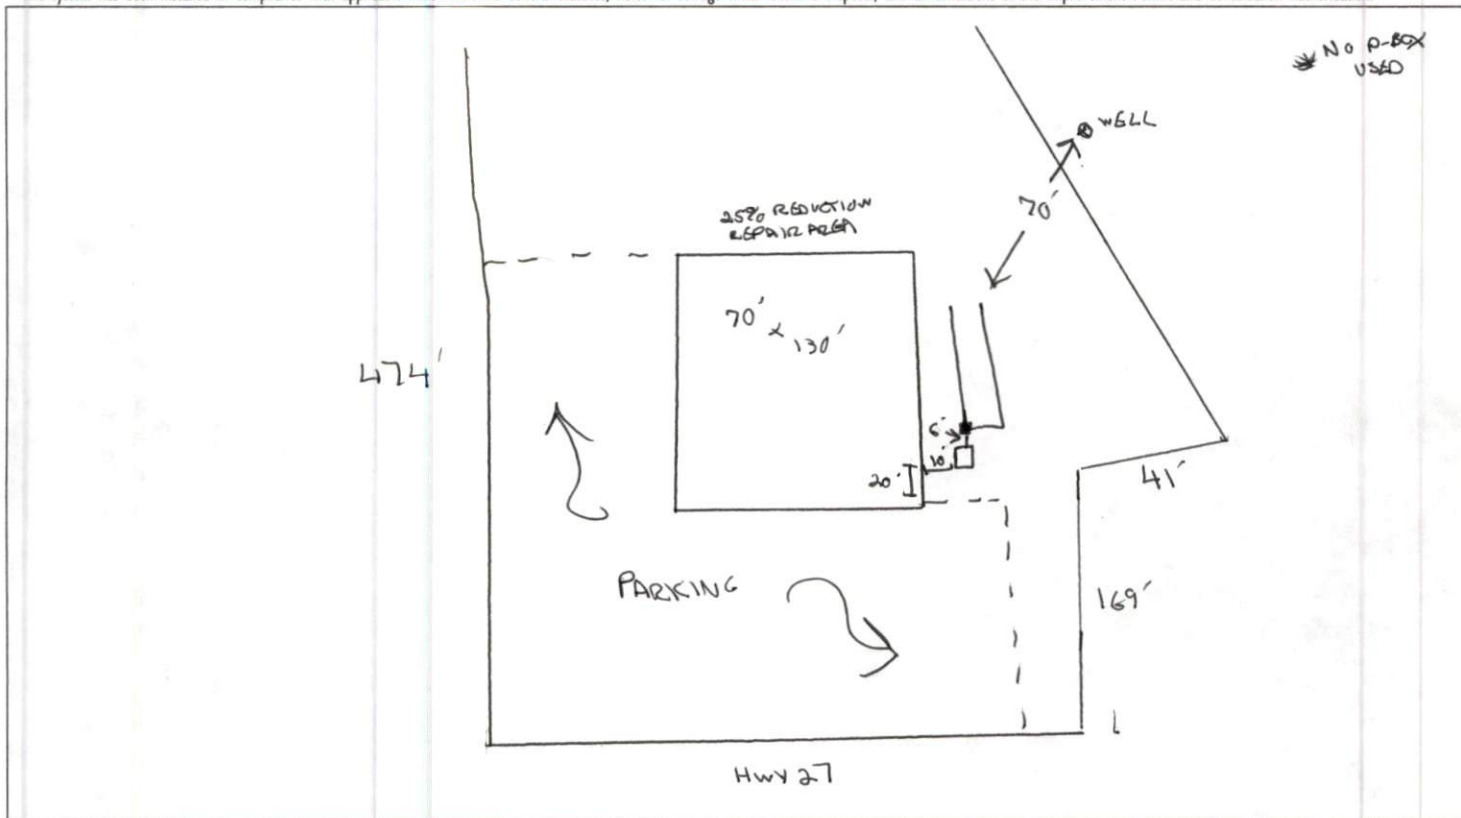 No D-BOX
USED
WELL
70'
25% REDUCTION
REPAIR AREA
70' x 130'
474'
6'
10'
20'
41'
PARKING
169'
HWY 27